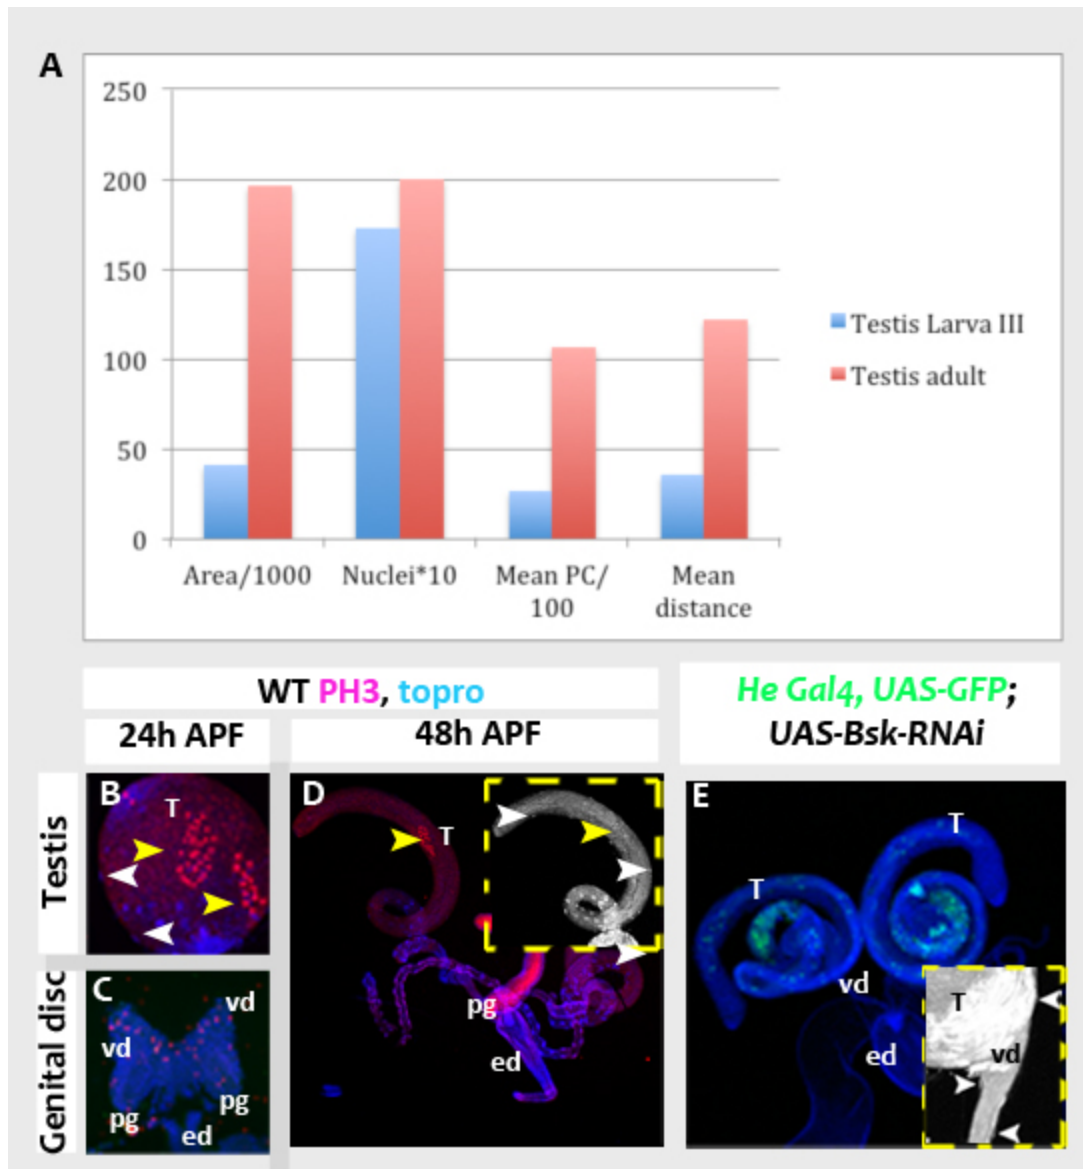 A
250
200
150
100
50
0
Area/1000
Nuclei*10
Mean PC/
100
Mean
distance
Testis Larva III
Testis adult
WT PH3, topro
24h APF
48h APF
He Gal4, UAS-GFP;
UAS-Bsk-RNAi
Testis
Genital disc
B
T
C
vd
vd
pg
pg
ed
D
T
pg
ed
E
T
T
vd
ed
T
vd